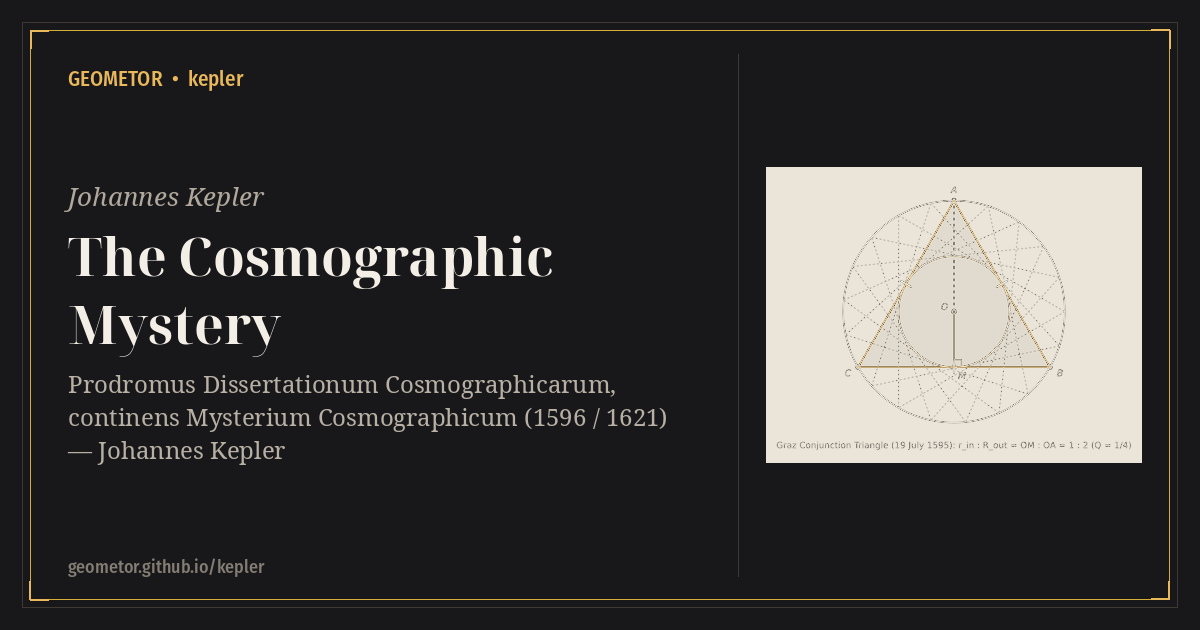 GEOMETOR • kepler
Johannes Kepler
The Cosmographic
Mystery
Prodromus Dissertationum Cosmographicarum,
continens Mysterium Cosmographicum (1596 / 1621)
— Johannes Kepler
geometor.github.io/kepler
A
O
C
M
B
Graz Conjunction Triangle (19 July 1595): r_in : R_out = OM : OA = 1 : 2 (Q = 1/4)